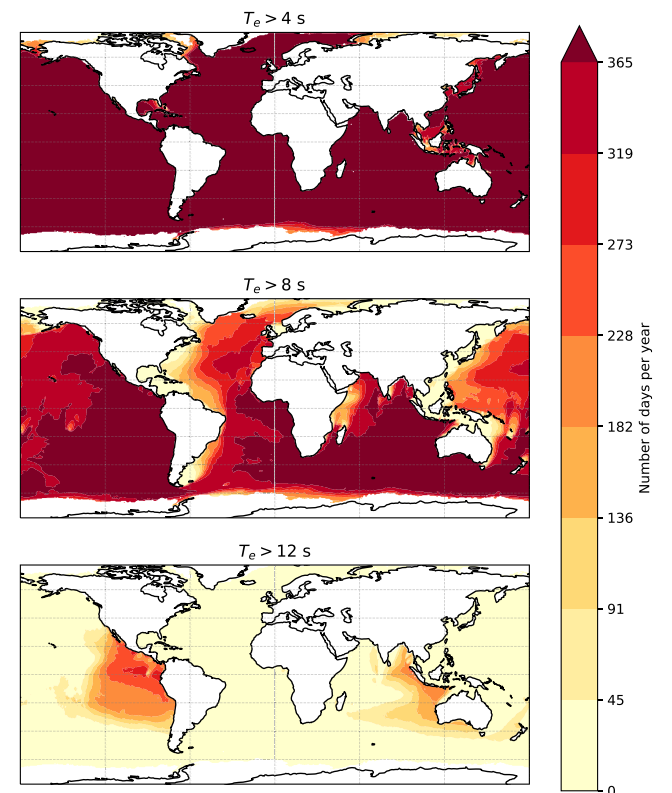 T_e > 4 s
T_e > 8 s
T_e > 12 s
365
319
273
228
182
136
91
45
0
Number of days per year